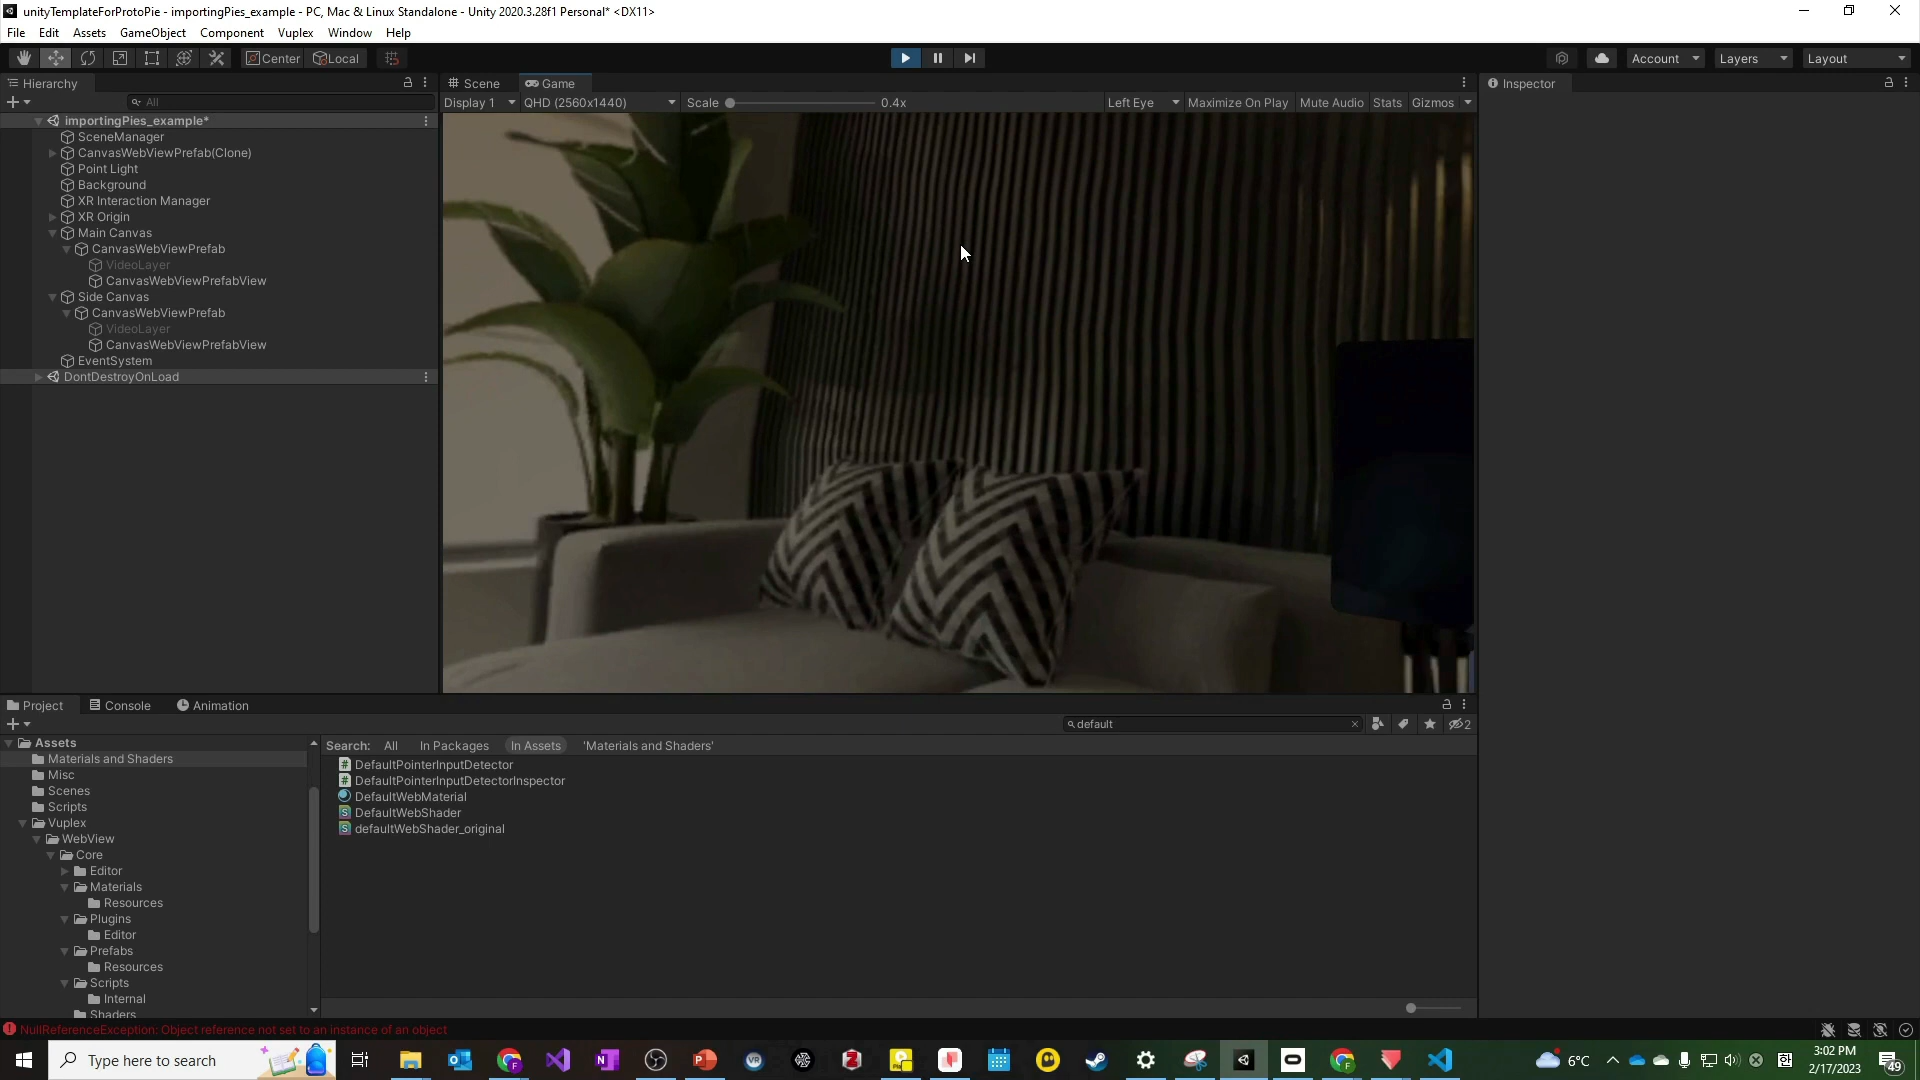 unityTemplateForProtoPie - importingPies_example - PC, Mac & Linux Standalone - Unity 2020.3.28f1 Personal* <DX11>
File Edit Assets GameObject Component Vuplex Window Help
Center Local Account Layers Layout
Hierarchy Scene Game Inspector
All Display 1 QHD (2560x1440) Scale 0.4x Left Eye Maximize On Play Mute Audio Stats Gizmos
importingPies_example*
SceneManager
CanvasWebViewPrefab(Clone)
Point Light
Background
XR Interaction Manager
XR Origin
Main Canvas
CanvasWebViewPrefab
VideoLayer
CanvasWebViewPrefabView
Side Canvas
CanvasWebViewPrefab
VideoLayer
CanvasWebViewPrefabView
EventSystem
DontDestroyOnLoad
Project Console Animation
default 2
Assets
Materials and Shaders
Misc
Scenes
Scripts
Vuplex
WebView
Core
Editor
Materials
Resources
Plugins
Editor
Prefabs
Resources
Scripts
Internal
Shaders
Search: All In Packages In Assets 'Materials and Shaders'
DefaultPointerInputDetector
DefaultPointerInputDetectorInspector
DefaultWebMaterial
DefaultWebShader
defaultWebShader_original
NullReferenceException: Object reference not set to an instance of an object
Type here to search
6°C
3:02 PM
2/17/2023
49